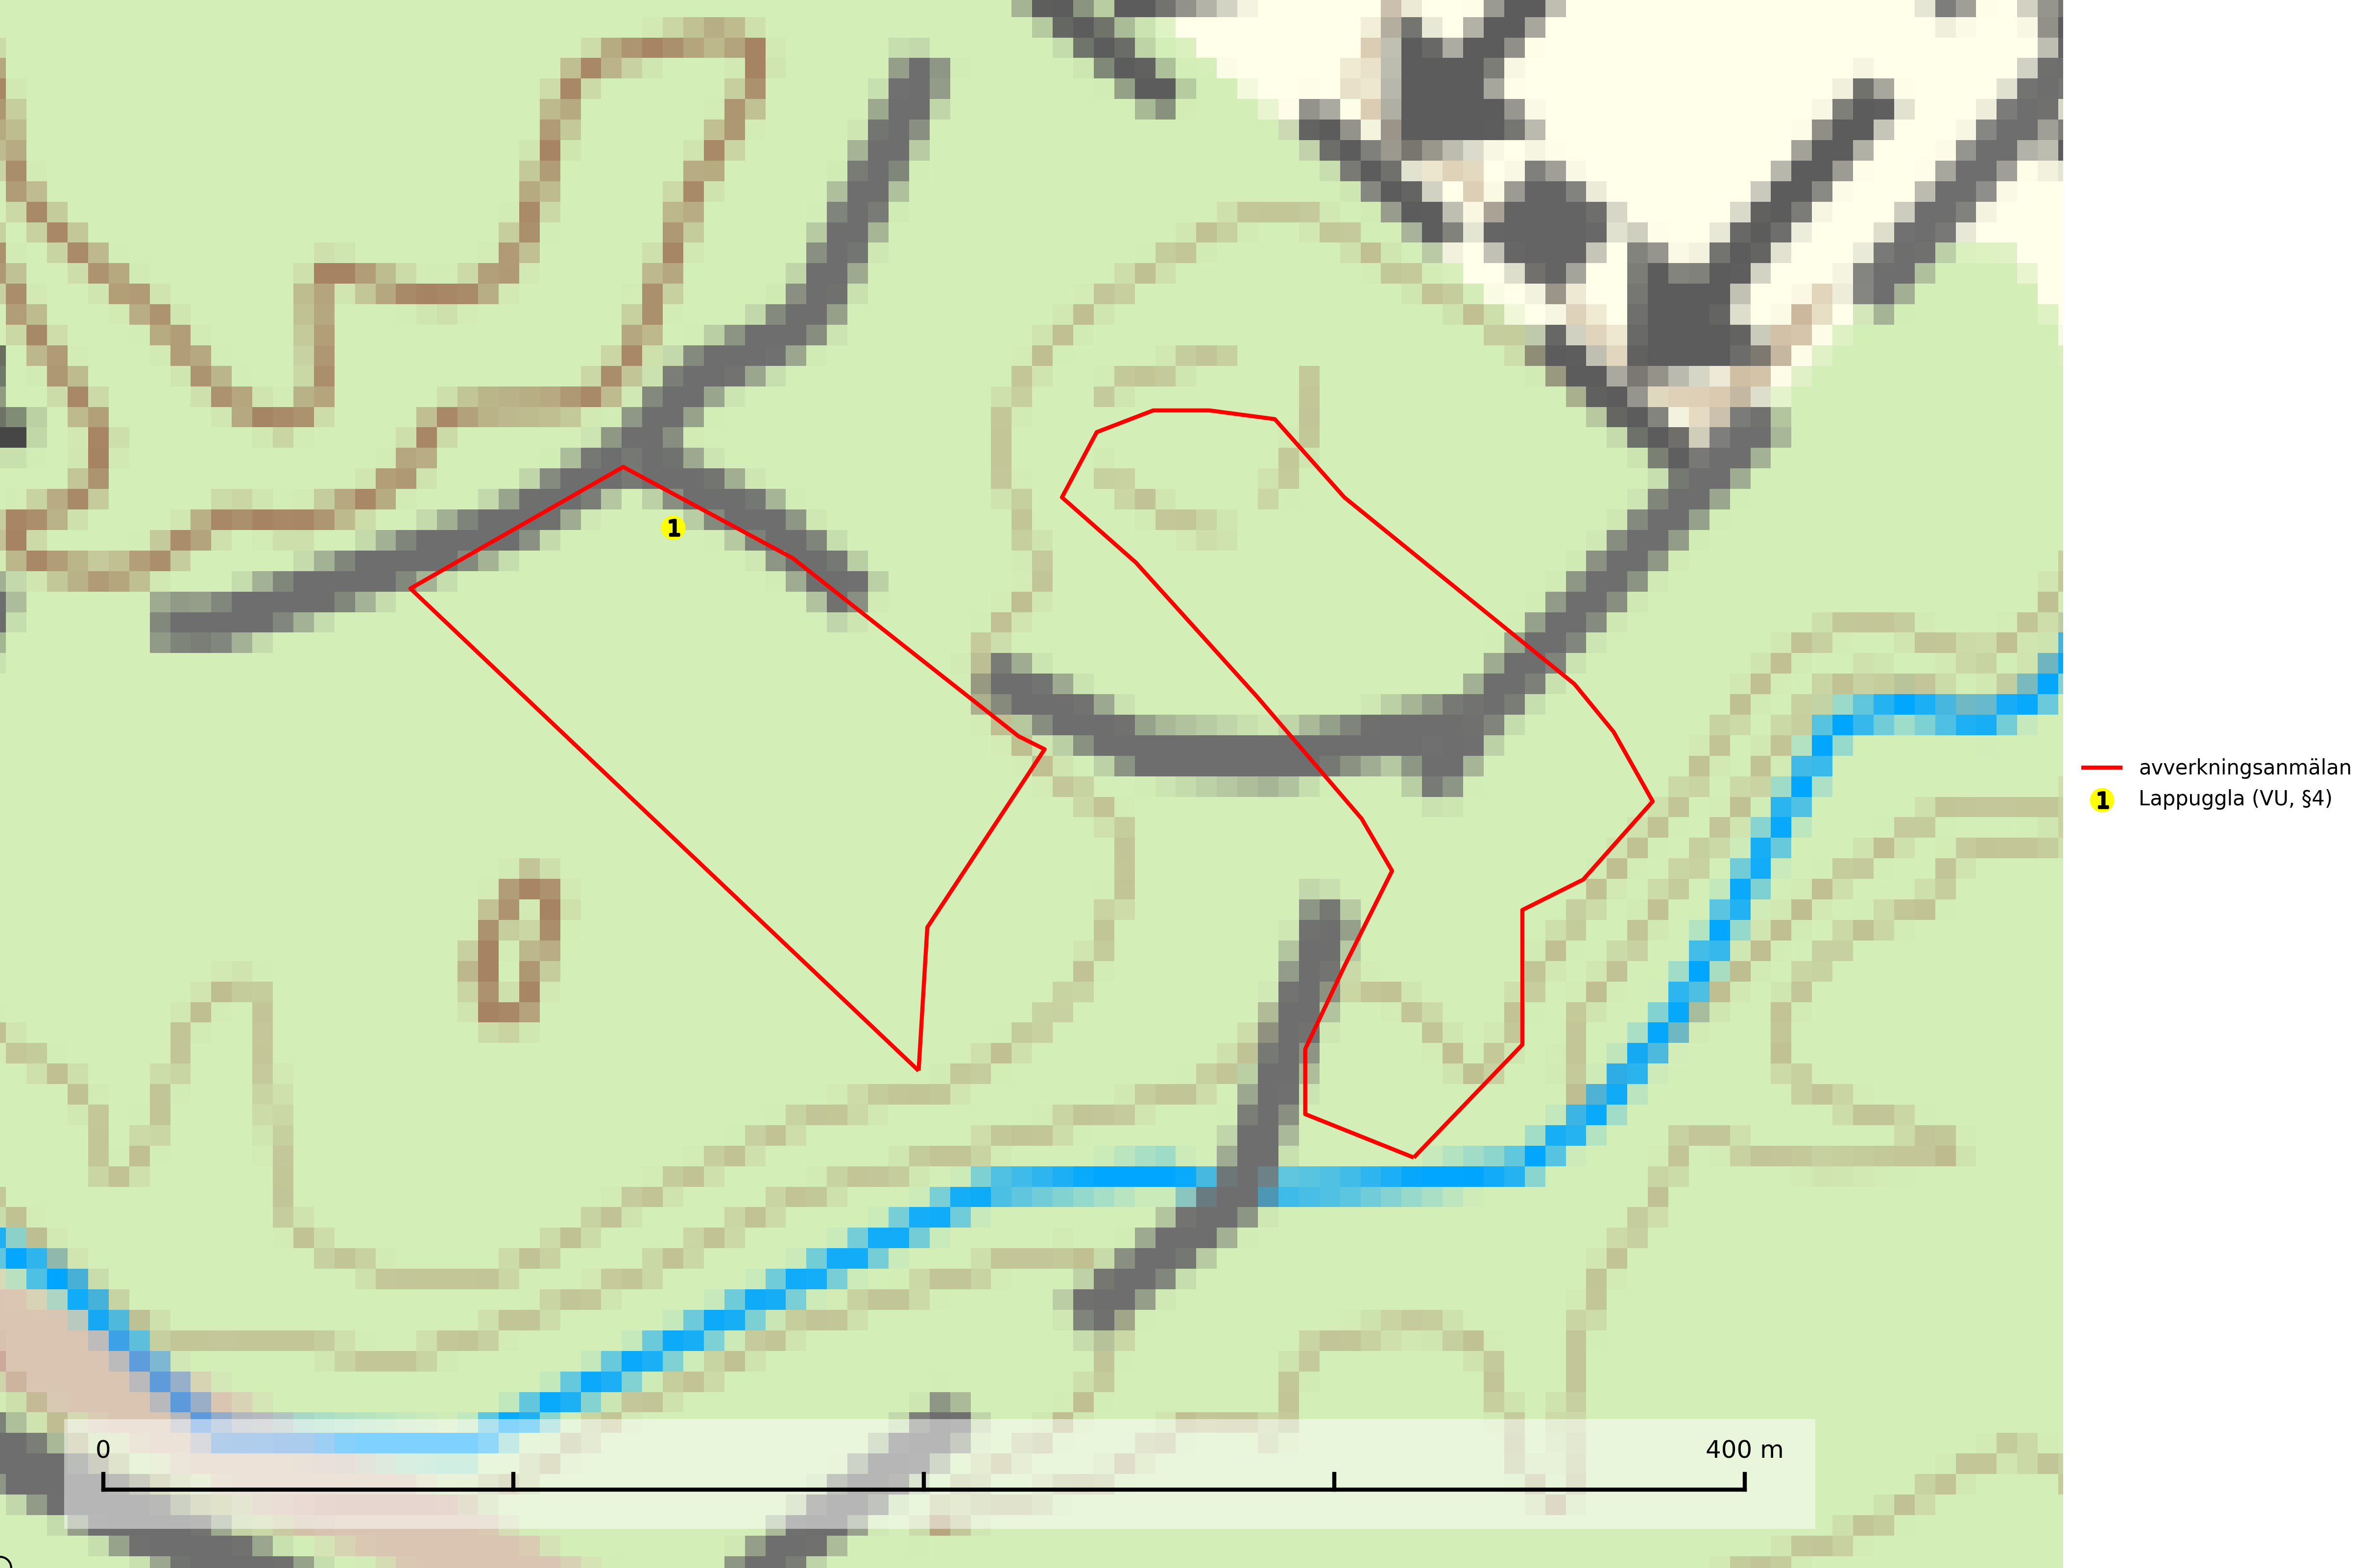 1
avverkningsanmälan
1 Lappuggla (VU, §4)
0 400 m